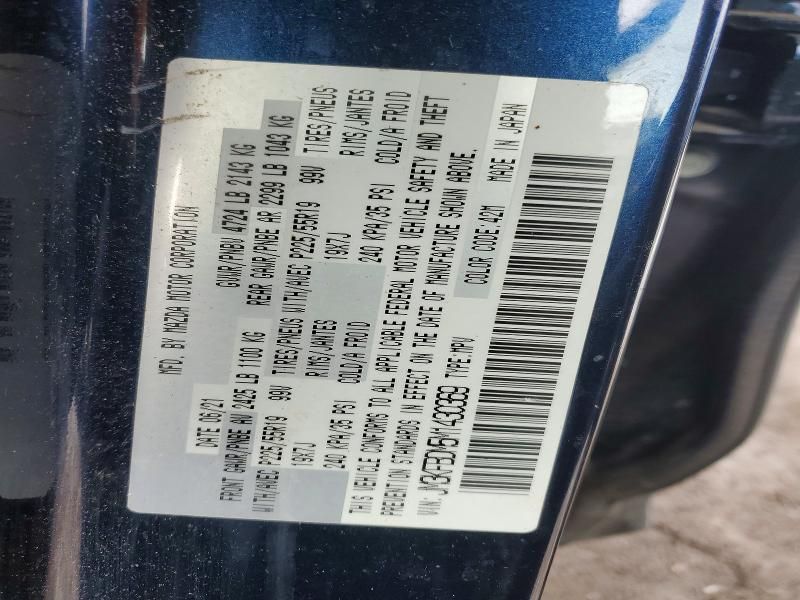 MFD. BY MAZDA MOTOR CORPORATION
DATE 06/21 GVWR/PNBV 4724 LB 2143 KG
FRONT GAWR/PNBE AV 2425 LB 1100 KG REAR GAWR/PNBE AR 2299 LB 1043 KG
WITH/AVEC P225/55R19 99V TIRES/PNEUS WITH/AVEC P225/55R19 99V TIRES/PNEUS
19X7J RIMS/JANTES 19X7J RIMS/JANTES
240 KPA/35 PSI COLD/A FROID 240 KPA/35 PSI COLD/A FROID
THIS VEHICLE CONFORMS TO ALL APPLICABLE FEDERAL MOTOR VEHICLE SAFETY AND THEFT
PREVENTION STANDARDS IN EFFECT ON THE DATE OF MANUFACTURE SHOWN ABOVE.
VIN: TYPE:MPV COLOR CODE:42M MADE IN JAPAN